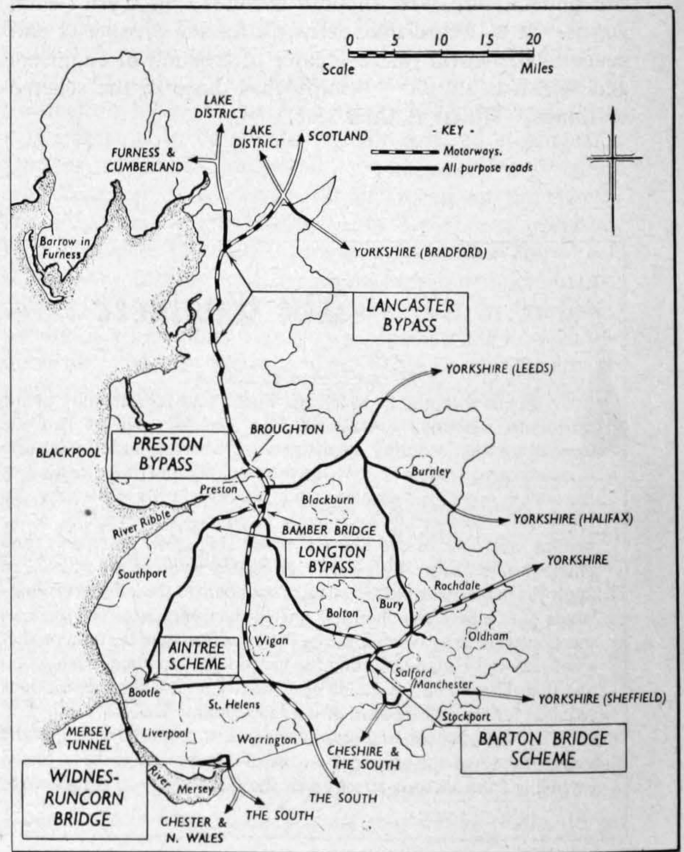 5 10 15 20
Scale Miles
LAKE
DISTRICT
LAKE
DISTRICT
SCOTLAND
- KEY -
Motorways.
All purpose roads
FURNESS &
CUMBERLAND
Barrow in
Furness
YORKSHIRE (BRADFORD)
LANCASTER
BYPASS
YORKSHIRE (LEEDS)
BROUGHTON
BLACKPOOL
PRESTON
BYPASS
Burnley
Preston
Blackburn
YORKSHIRE (HALIFAX)
River Ribble
BAMBER BRIDGE
LONGTON
BYPASS
YORKSHIRE
Southport
Rochdale
Bolton
Bury
Oldham
Wigan
AINTREE
SCHEME
Salford
Manchester
Bootle
St. Helens
YORKSHIRE (SHEFFIELD)
Stockport
MERSEY
TUNNEL
Liverpool
Warrington
CHESHIRE &
THE SOUTH
BARTON BRIDGE
SCHEME
WIDNES-
RUNCORN
BRIDGE
River
Mersey
THE SOUTH
THE SOUTH
CHESTER &
N. WALES